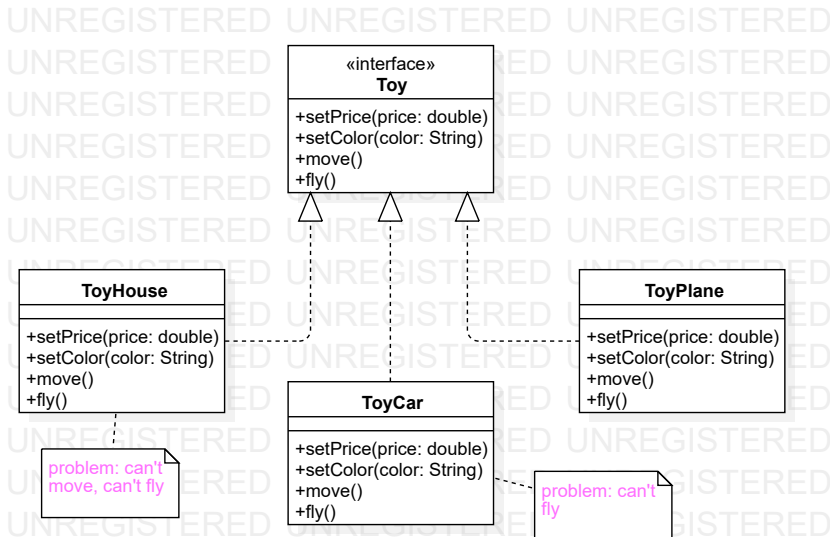 UNREGISTERED UNREGISTERED UNREGISTERED
«interface»
Toy
+setPrice(price: double)
+setColor(color: String)
+move()
+fly()
ToyHouse
+setPrice(price: double)
+setColor(color: String)
+move()
+fly()
problem: can't
move, can't fly
ToyCar
+setPrice(price: double)
+setColor(color: String)
+move()
+fly()
problem: can't
fly
ToyPlane
+setPrice(price: double)
+setColor(color: String)
+move()
+fly()